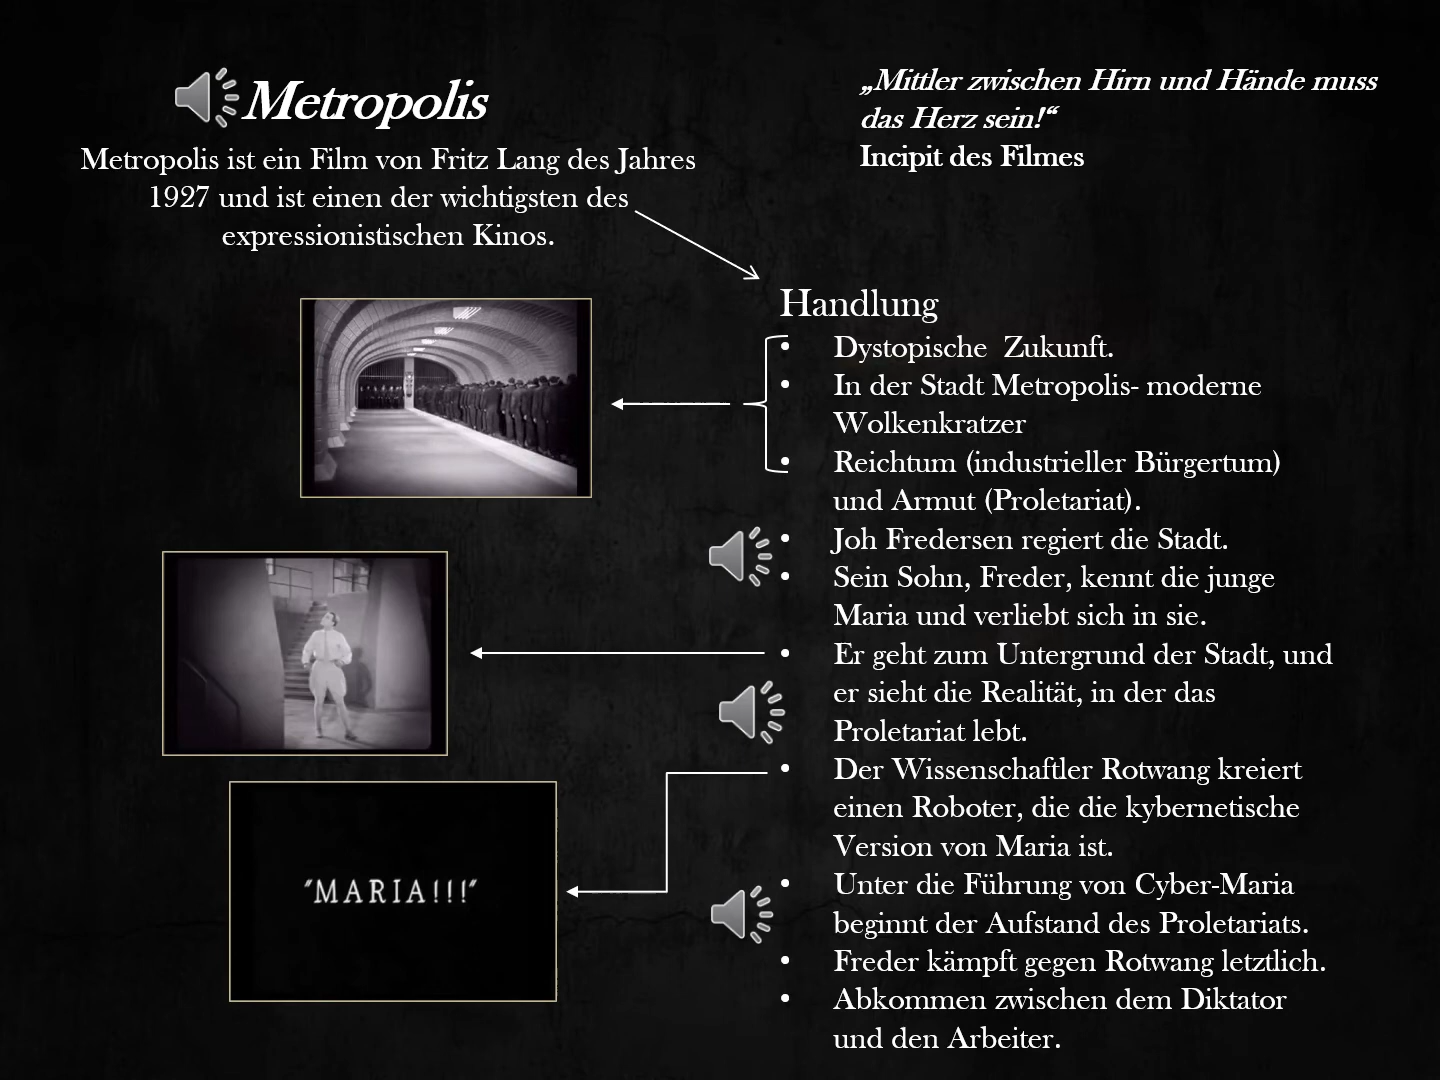 Metropolis
Metropolis ist ein Film von Fritz Lang des Jahres
1927 und ist einen der wichtigsten des
expressionistischen Kinos.
„Mittler zwischen Hirn und Hände muss
das Herz sein!“
Incipit des Filmes
Handlung
• Dystopische  Zukunft.
• In der Stadt Metropolis- moderne
Wolkenkratzer
• Reichtum (industrieller Bürgertum)
und Armut (Proletariat).
• Joh Fredersen regiert die Stadt.
• Sein Sohn, Freder, kennt die junge
Maria und verliebt sich in sie.
• Er geht zum Untergrund der Stadt, und
er sieht die Realität, in der das
Proletariat lebt.
• Der Wissenschaftler Rotwang kreiert
einen Roboter, die die kybernetische
Version von Maria ist.
• Unter die Führung von Cyber-Maria
beginnt der Aufstand des Proletariats.
• Freder kämpft gegen Rotwang letztlich.
• Abkommen zwischen dem Diktator
und den Arbeiter.
"MARIA!!!"